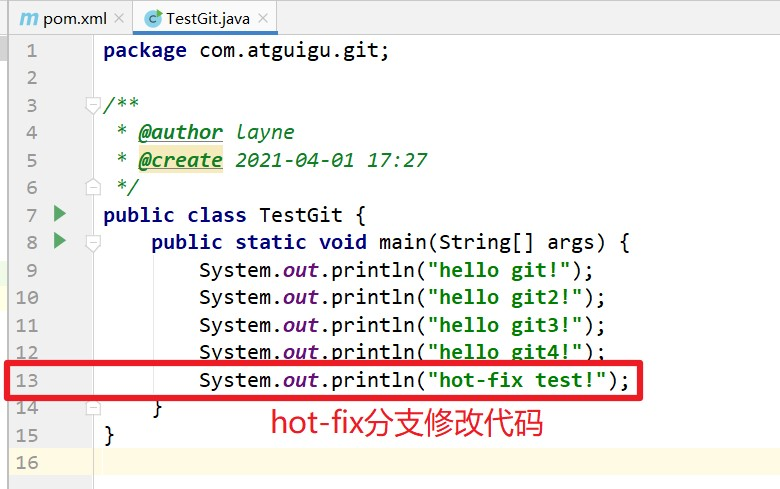 pom.xml TestGit.java
1 package com.atguigu.git;
2
3 /**
4 * @author layne
5 * @create 2021-04-01 17:27
6 */
7 public class TestGit {
8 public static void main(String[] args) {
9 System.out.println("hello git!");
10 System.out.println("hello git2!");
11 System.out.println("hello git3!");
12 System.out.println("hello git4!");
13 System.out.println("hot-fix test!");
14 }
hot-fix分支修改代码
15 }
16